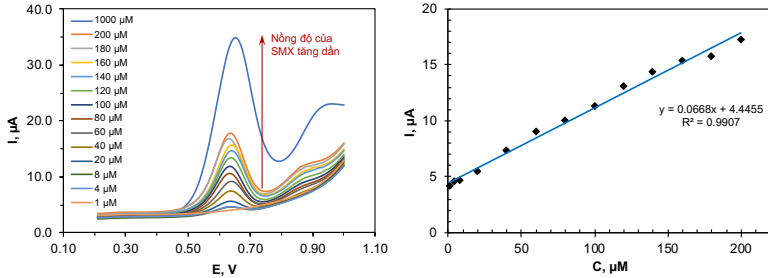 40.0
30.0
20.0
10.0
0.0
I, µA
1000 µM
200 µM
180 µM
160 µM
140 µM
120 µM
100 µM
80 µM
60 µM
40 µM
20 µM
8 µM
4 µM
1 µM
Nồng độ của
SMX tăng dần
0.10 0.30 0.50 0.70 0.90 1.10
E, V
20
15
10
5
0
I, µA
y = 0.0668x + 4.4455
R² = 0.9907
0 50 100 150 200
C, µM